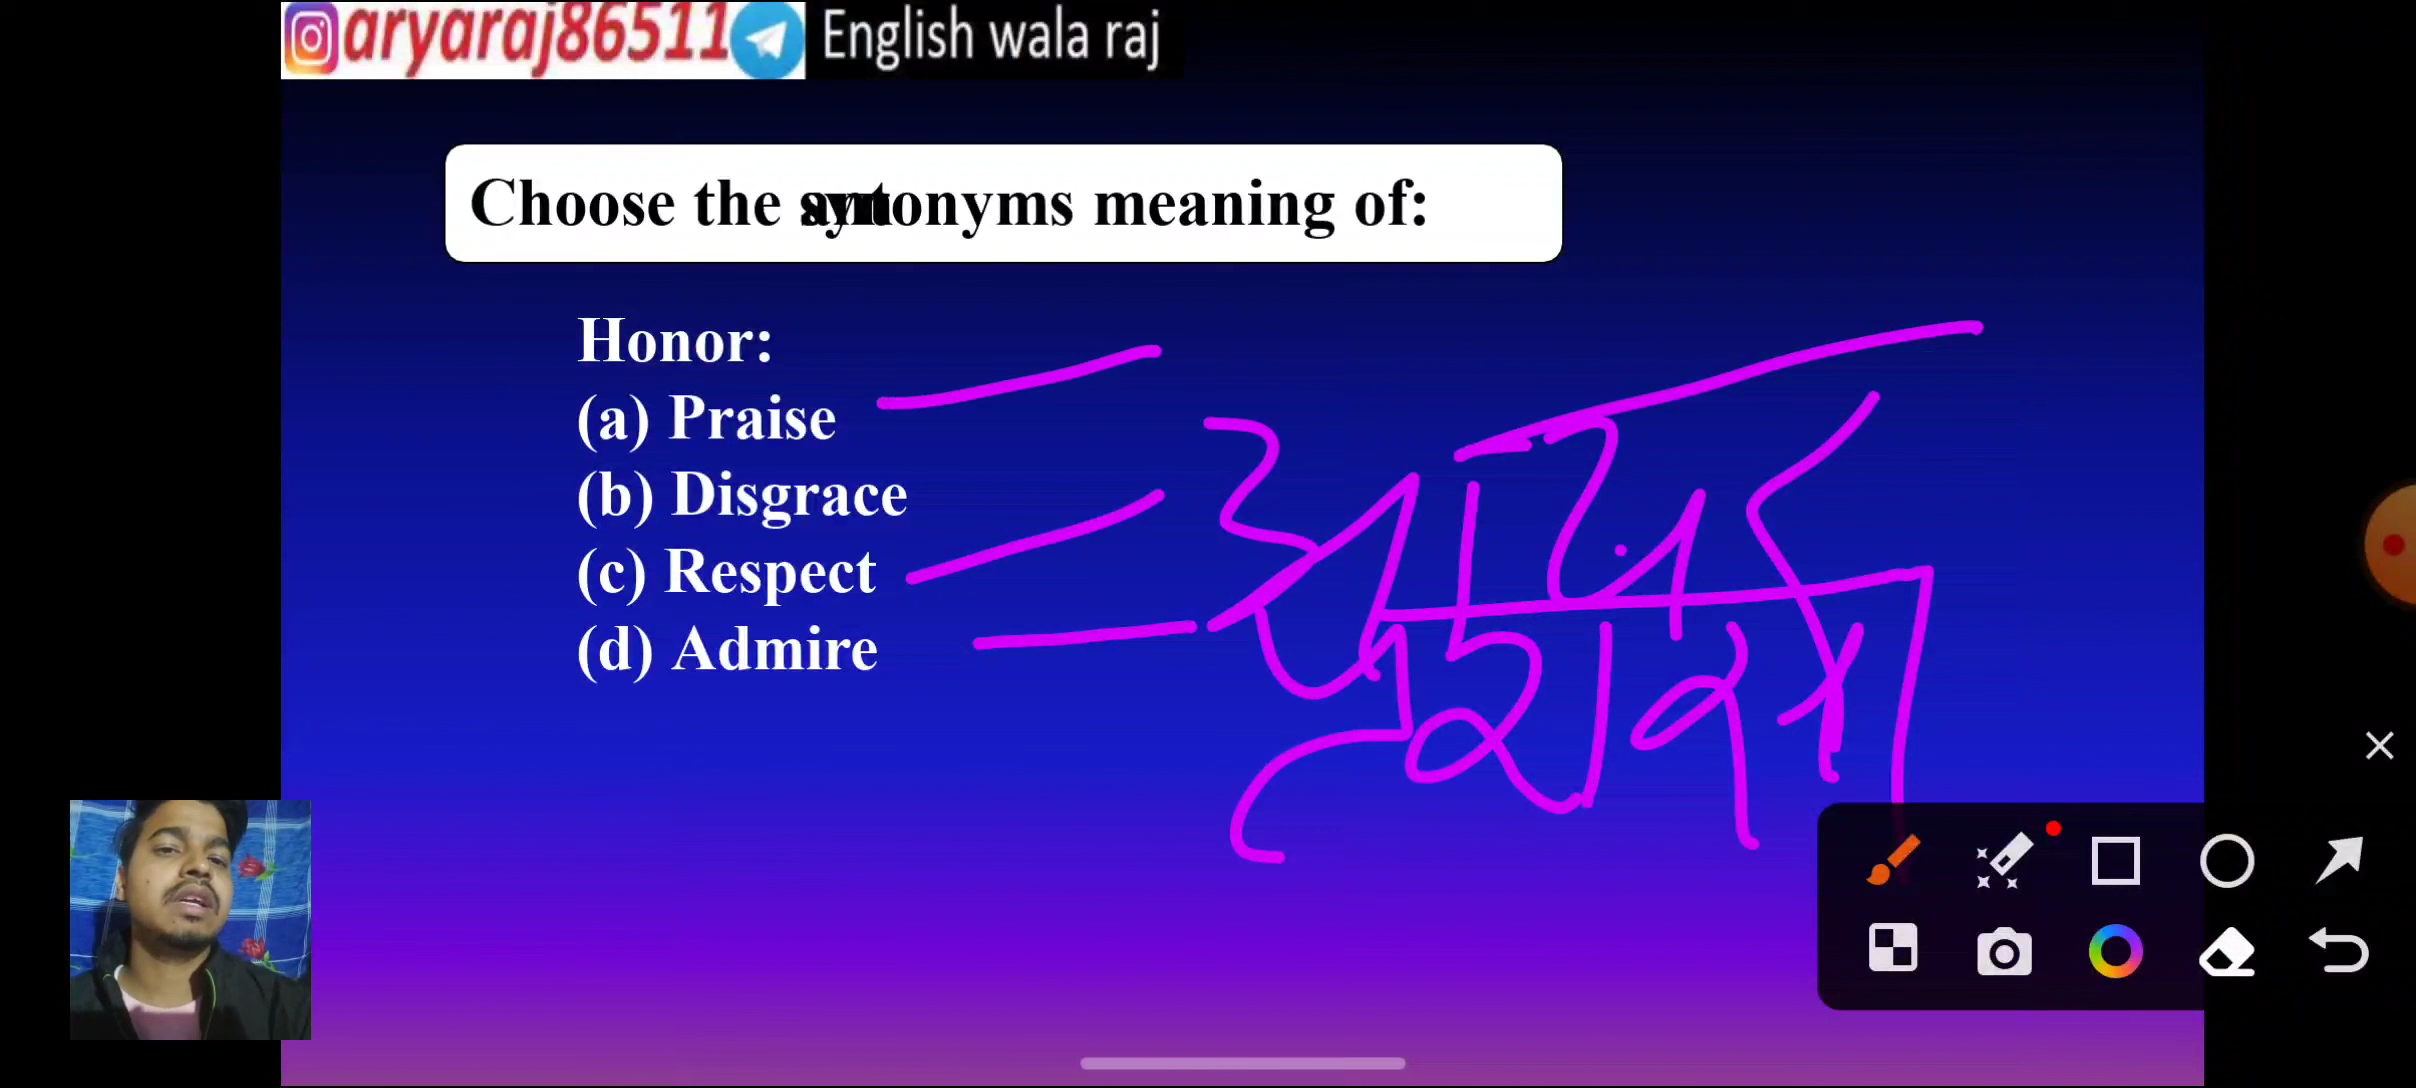 aryaraj86511 English wala raj
Choose the antonyms meaning of:
Honor:
(a) Praise
(b) Disgrace
(c) Respect
(d) Admire